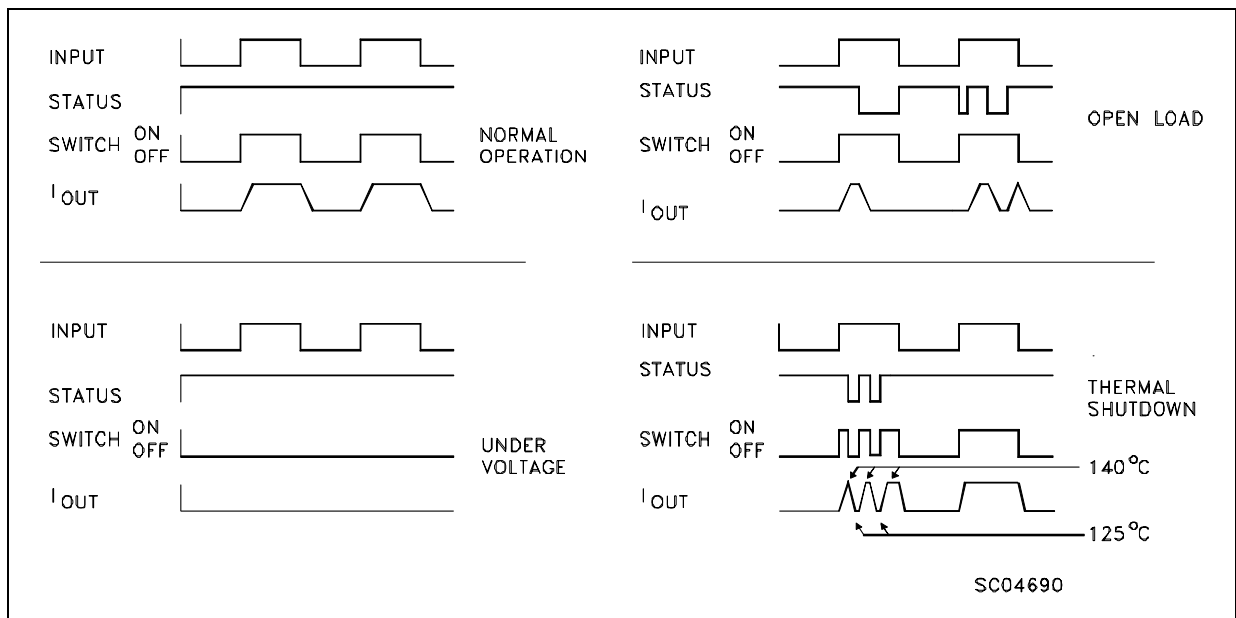 INPUT
STATUS
SWITCH ON
OFF
I OUT
NORMAL
OPERATION
INPUT
STATUS
SWITCH ON
OFF
I OUT
OPEN LOAD
INPUT
STATUS
SWITCH ON
OFF
I OUT
UNDER
VOLTAGE
INPUT
STATUS
SWITCH ON
OFF
I OUT
THERMAL
SHUTDOWN
140°C
125°C
SC04690